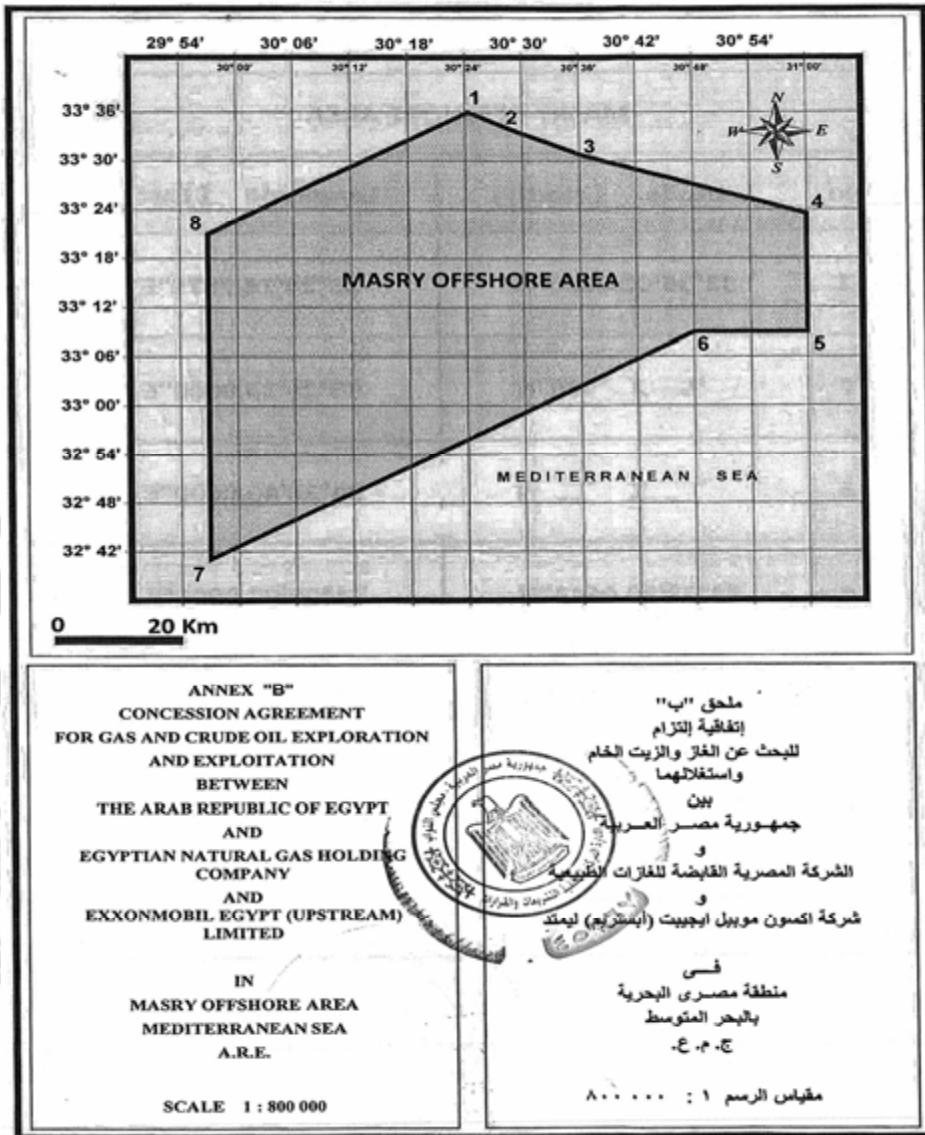 29° 54' 30° 06' 30° 18' 30° 30' 30° 42' 30° 54'
30° 00' 30° 12' 30° 24' 30° 36' 30° 48' 31° 00'
33° 36'
33° 30'
33° 24'
33° 18'
33° 12'
33° 06'
33° 00'
32° 54'
32° 48'
32° 42'
1
2
3
4
5
6
7
8
N
W E
S
MASRY OFFSHORE AREA
MEDITERRANEAN SEA
0 20 Km
ANNEX "B"
CONCESSION AGREEMENT
FOR GAS AND CRUDE OIL EXPLORATION
AND EXPLOITATION
BETWEEN
THE ARAB REPUBLIC OF EGYPT
AND
EGYPTIAN NATURAL GAS HOLDING
COMPANY
AND
EXXONMOBIL EGYPT (UPSTREAM)
LIMITED
IN
MASRY OFFSHORE AREA
MEDITERRANEAN SEA
A.R.E.
SCALE 1 : 800 000
ملحق "ب"
إتفاقية إلتزام
للبحث عن الغاز والزيت الخام
واستغلالهما
بين
جمهورية مصر العربية
و
الشركة المصرية القابضة للغازات الطبيعية
و
شركة اكسون موبيل ايجيبت (أبستريم) ليمتد
فى
منطقة مصرى البحرية
بالبحر المتوسط
ج. م. ع.
مقياس الرسم ١ : ٨٠٠٠٠٠
جمهورية مصر العربية